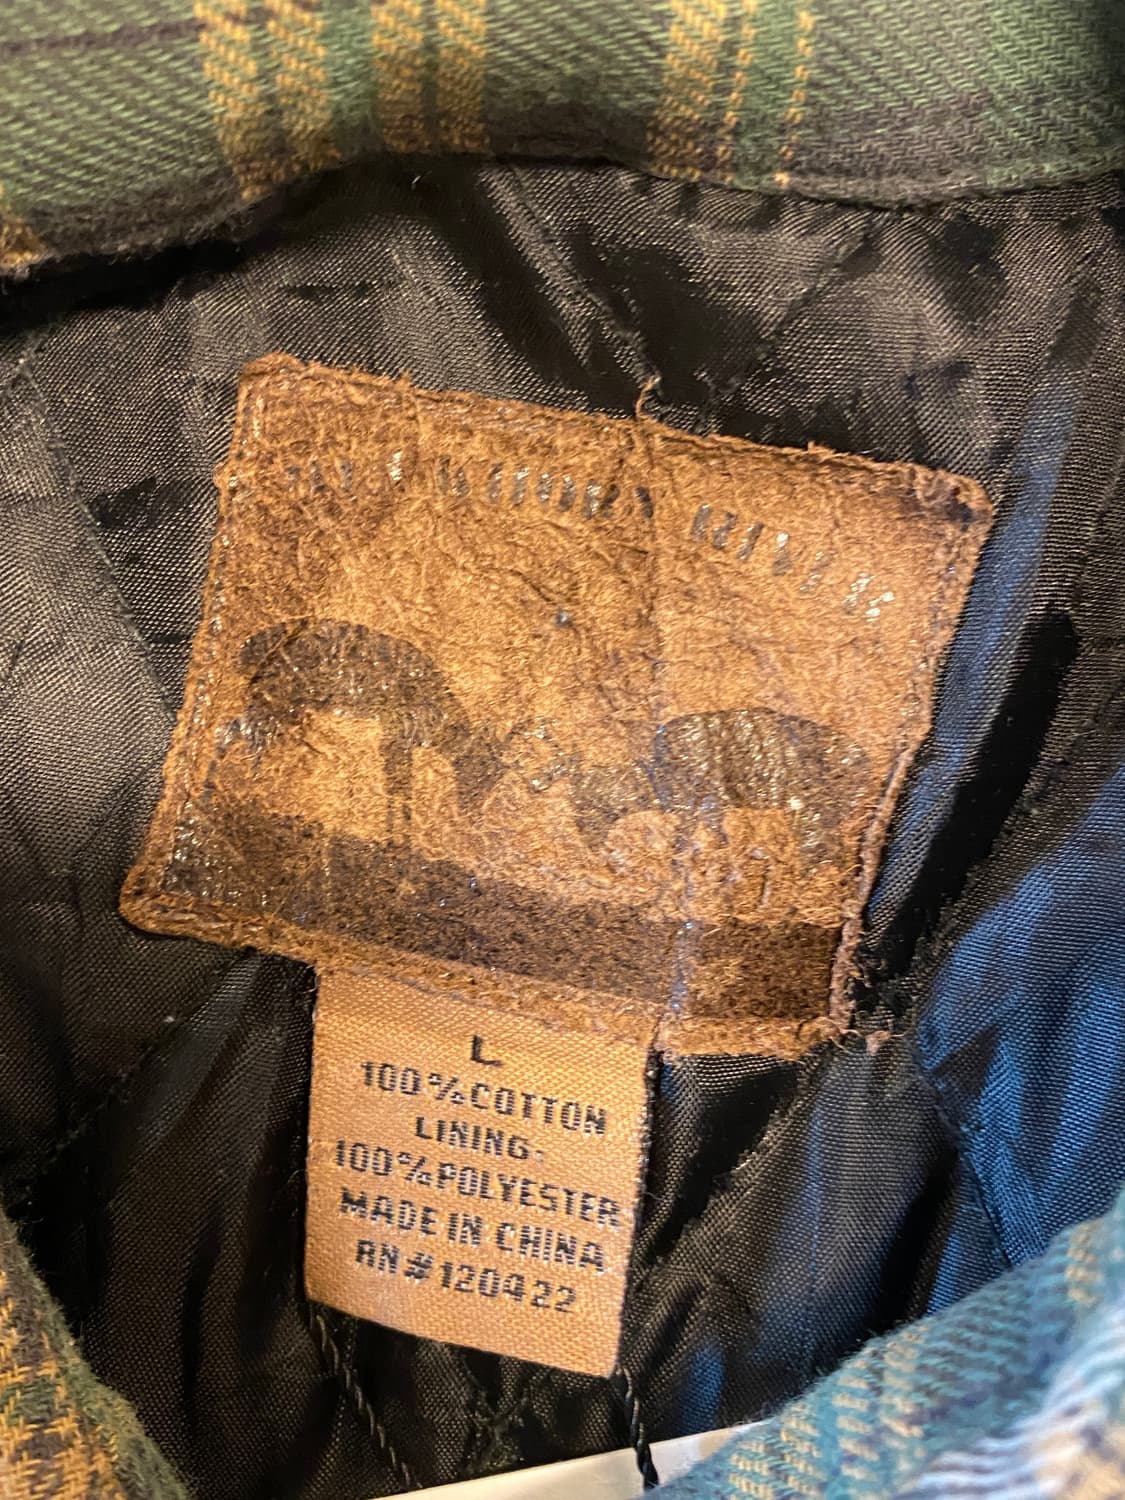 L
100%COTTON
LINING:
100%POLYESTER
MADE IN CHINA
RN#120422